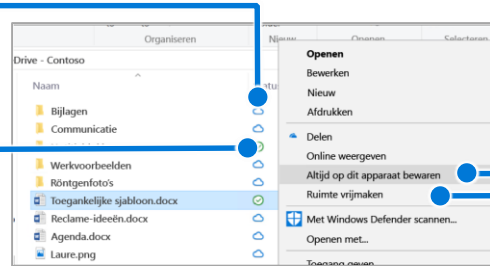 Organiseren
Nieuw
Openen
Selecteren
Drive - Contoso
Naam
Bijlagen
Communicatie
Werkvoorbeelden
Röntgenfoto's
Toegankelijke sjabloon.docx
Reclame-ideeën.docx
Agenda.docx
Laure.png
Openen
Bewerken
Nieuw
Afdrukken
Delen
Online weergeven
Altijd op dit apparaat bewaren
Ruimte vrijmaken
Met Windows Defender scannen...
Openen met...
Toegang geven